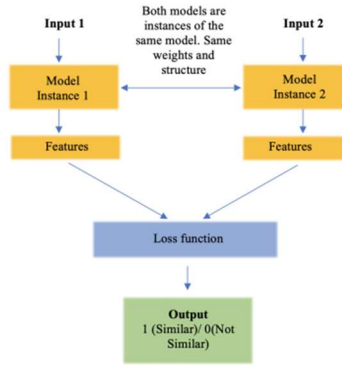 Input 1
Both models are
instances of the
same model. Same
weights and
structure
Input 2
Model
Instance 1
Model
Instance 2
Features
Features
Loss function
Output
1 (Similar)/ 0(Not
Similar)